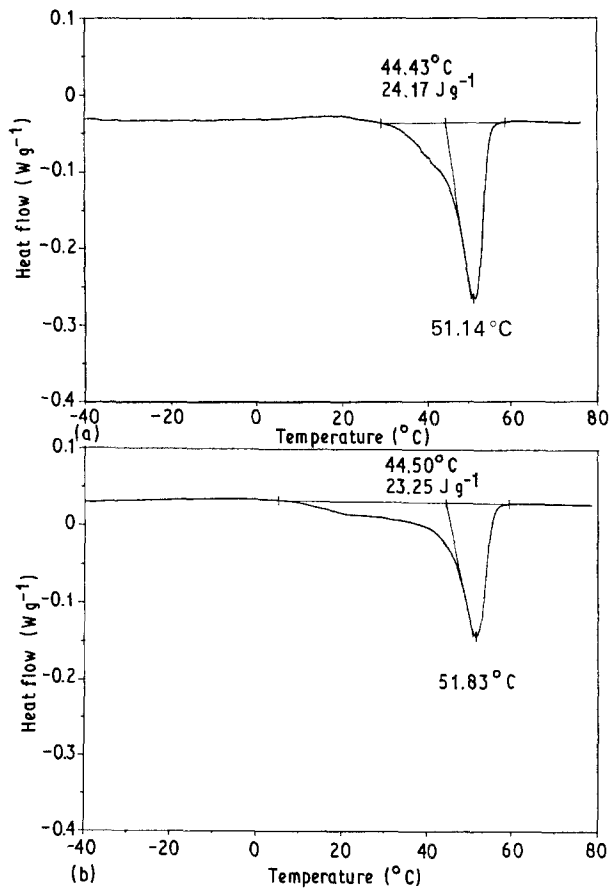 0.1
44.43°C
24.17 J g⁻¹
0
-0.1
-0.2
-0.3
-0.4
Heat flow (W g⁻¹)
51.14 °C
-40 -20 0 20 40 60 80
(a) Temperature (°C)
0.1
44.50°C
23.25 J g⁻¹
0
-0.1
-0.2
-0.3
-0.4
Heat flow (W g⁻¹)
51.83°C
-40 -20 0 20 40 60 80
(b) Temperature (°C)